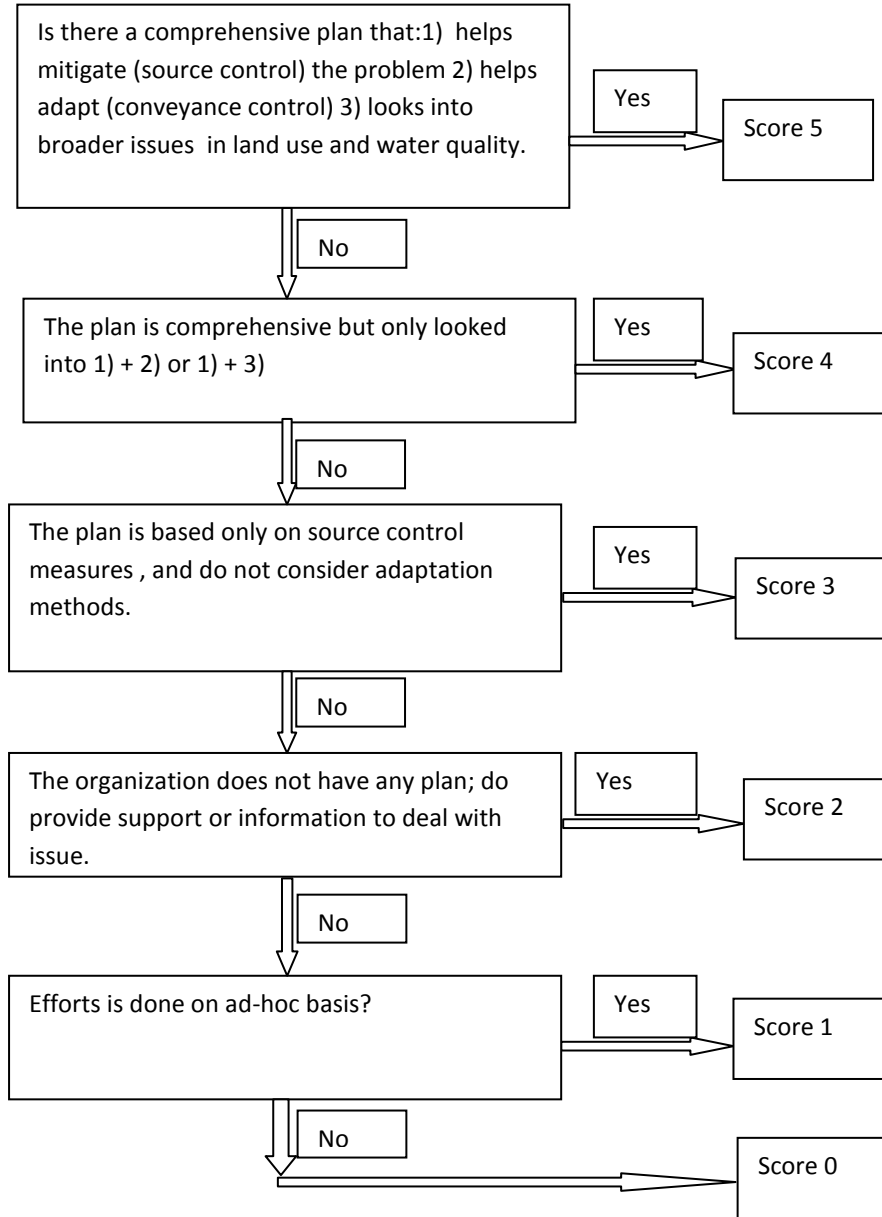 Is there a comprehensive plan that:1)  helps
mitigate (source control) the problem 2) helps
adapt (conveyance control) 3) looks into
broader issues  in land use and water quality.
Yes
Score 5
No
The plan is comprehensive but only looked
into 1) + 2) or 1) + 3)
Yes
Score 4
No
The plan is based only on source control
measures , and do not consider adaptation
methods.
Yes
Score 3
No
The organization does not have any plan; do
provide support or information to deal with
issue.
Yes
Score 2
No
Efforts is done on ad-hoc basis?
Yes
Score 1
No
Score 0